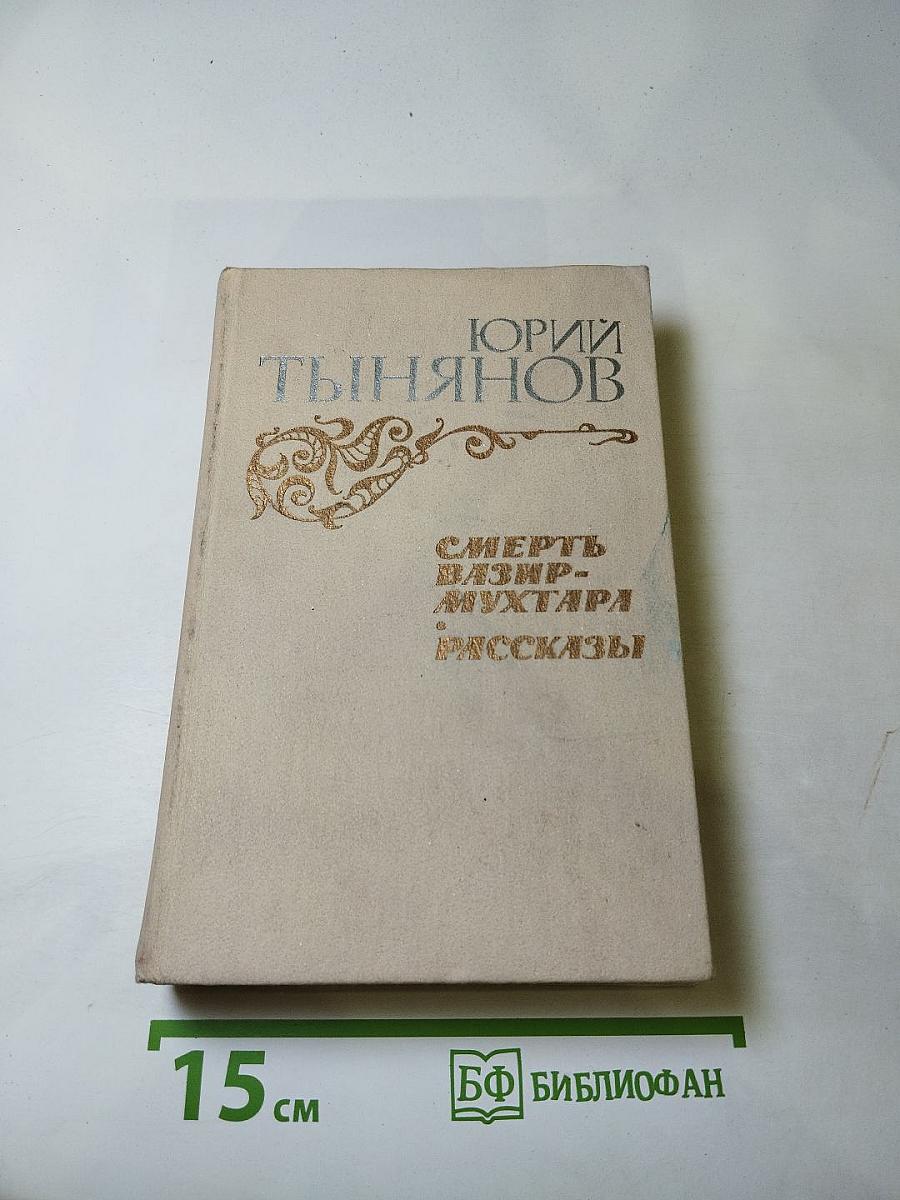 ЮРИЙ
ТЫНЯНОВ
СМЕРТЬ
ВАЗИР-
МУХТАРА
•
РАССКАЗЫ
15 см
БФ БИБЛИОФАН